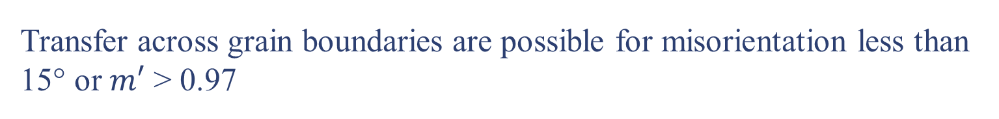 Transfer across grain boundaries are possible for misorientation less than
15° or m′ > 0.97